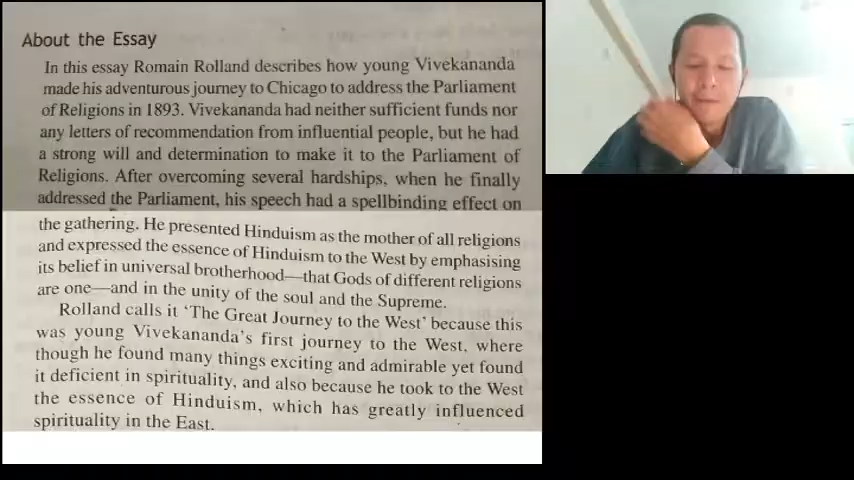 About the Essay
In this essay Romain Rolland describes how young Vivekananda
made his adventurous journey to Chicago to address the Parliament
of Religions in 1893. Vivekananda had neither sufficient funds nor
any letters of recommendation from influential people, but he had
a strong will and determination to make it to the Parliament of
Religions. After overcoming several hardships, when he finally
addressed the Parliament, his speech had a spellbinding effect on
the gathering. He presented Hinduism as the mother of all religions
and expressed the essence of Hinduism to the West by emphasising
its belief in universal brotherhood—that Gods of different religions
are one—and in the unity of the soul and the Supreme.
Rolland calls it ‘The Great Journey to the West’ because this
was young Vivekananda’s first journey to the West, where
though he found many things exciting and admirable yet found
it deficient in spirituality, and also because he took to the West
the essence of Hinduism, which has greatly influenced
spirituality in the East.